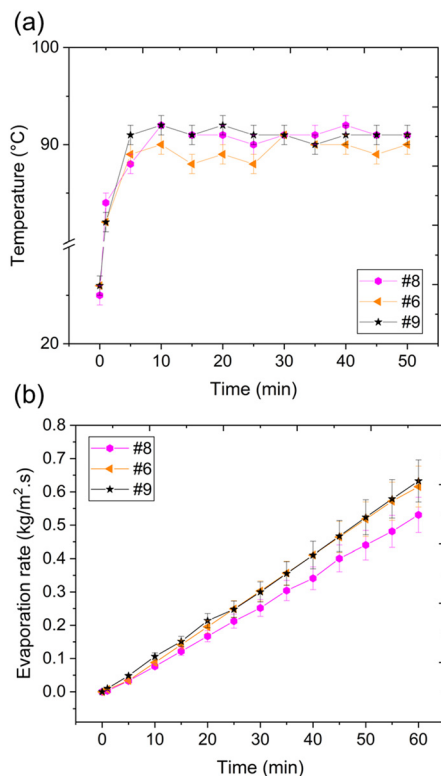 (a)
100
90
20
Temperature (°C)
#8
#6
#9
0 10 20 30 40 50
Time (min)
(b)
0.8
0.7
0.6
0.5
0.4
0.3
0.2
0.1
0.0
Evaporation rate (kg/m².s)
#8
#6
#9
0 10 20 30 40 50 60
Time (min)